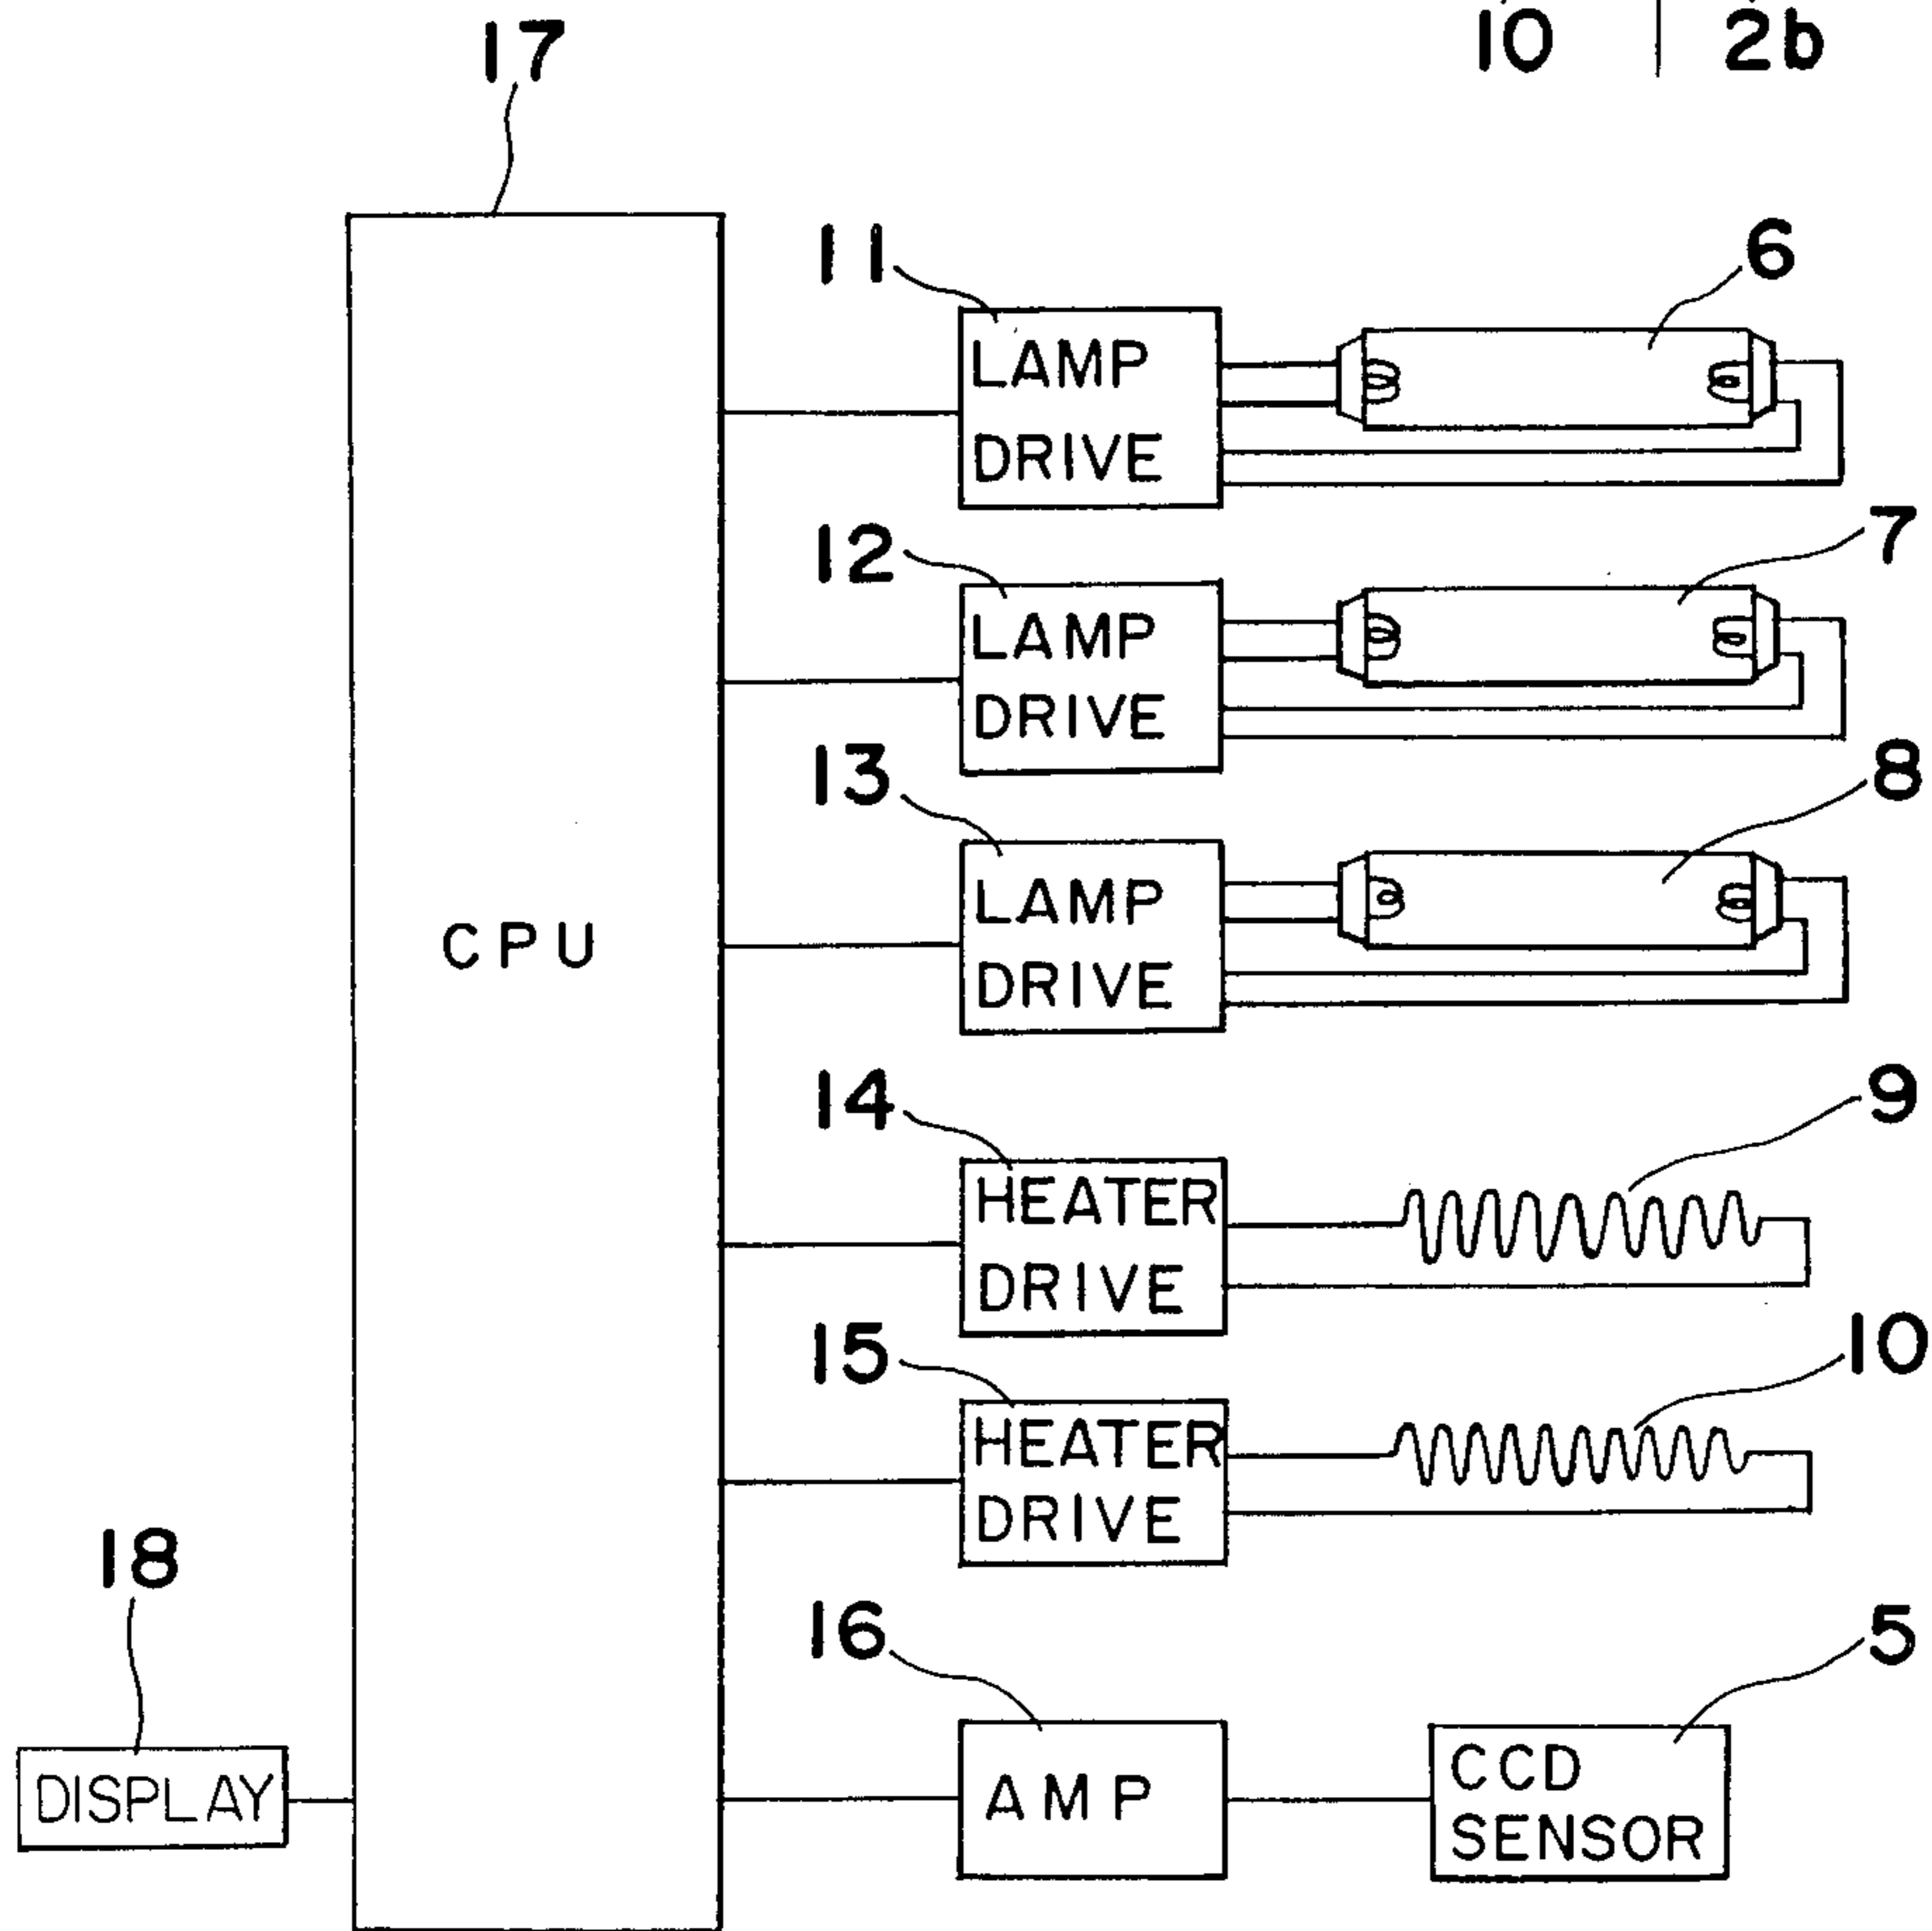 10 2b
17
11
6
LAMP
DRIVE
7
12
LAMP
DRIVE
13
8
CPU
LAMP
DRIVE
14
9
HEATER
DRIVE
15
10
HEATER
DRIVE
18
16
5
DISPLAY
AMP
CCD
SENSOR